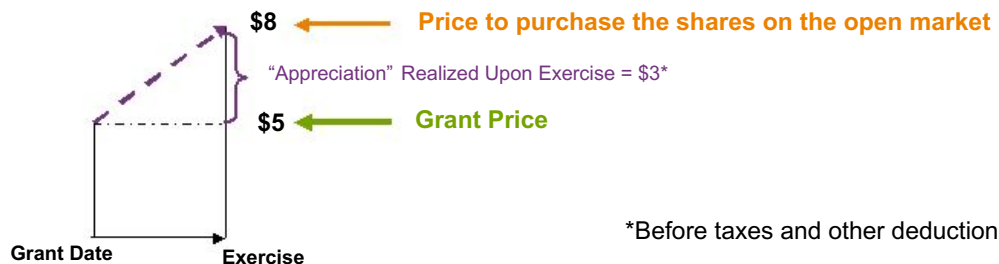 $8 Price to purchase the shares on the open market
“Appreciation” Realized Upon Exercise = $3*
$5 Grant Price
*Before taxes and other deduction
Grant Date Exercise